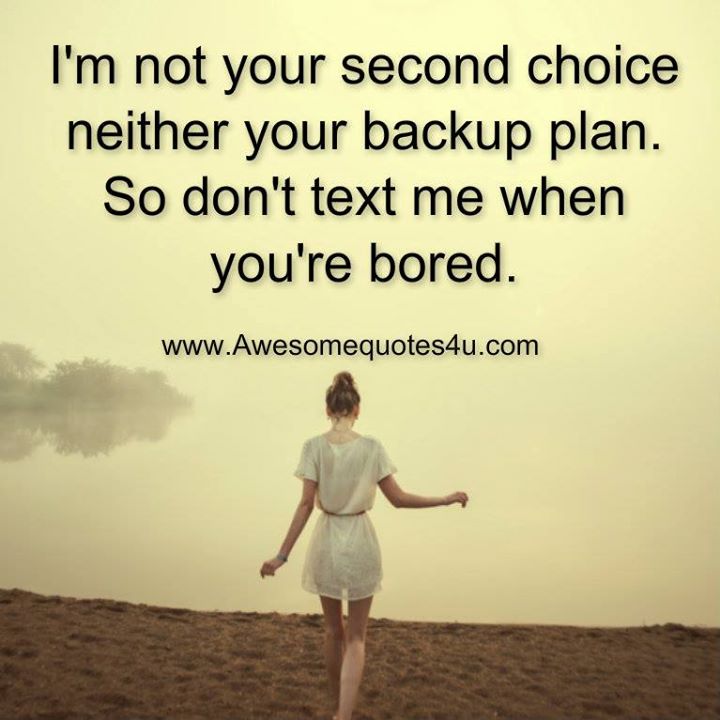 I'm not your second choice
neither your backup plan.
So don't text me when
you're bored.
www.Awesomequotes4u.com